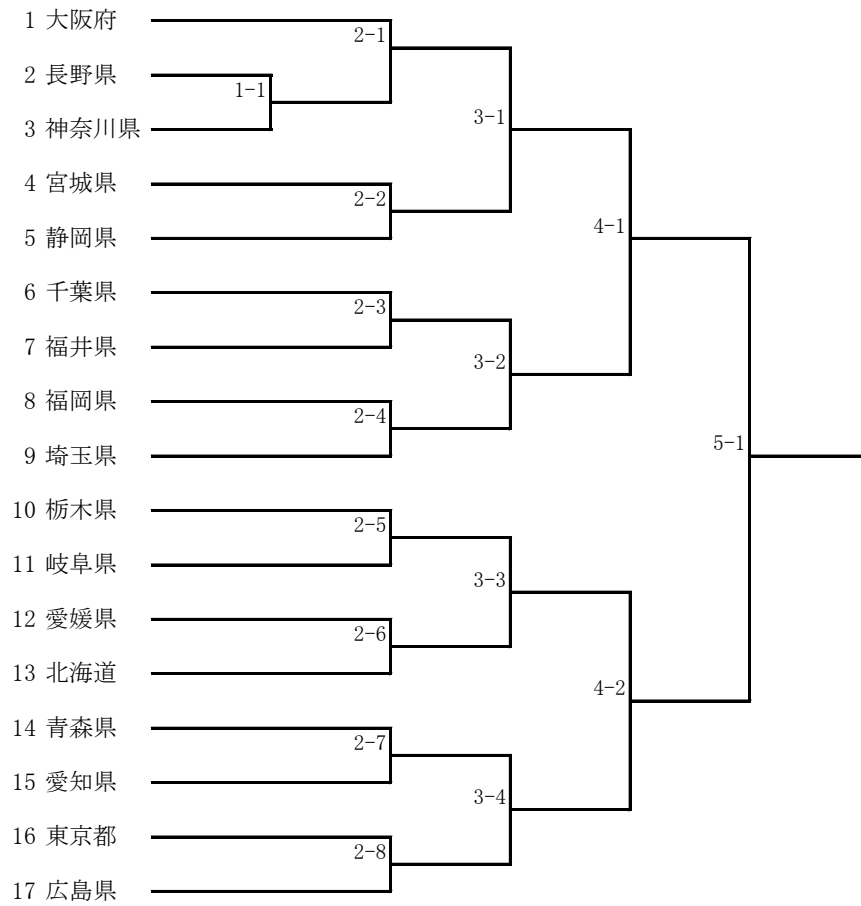 1 大阪府
2-1
2 長野県
1-1
3-1
3 神奈川県
4 宮城県
2-2
4-1
5 静岡県
6 千葉県
2-3
7 福井県
3-2
8 福岡県
2-4
5-1
9 埼玉県
10 栃木県
2-5
11 岐阜県
3-3
12 愛媛県
2-6
13 北海道
4-2
14 青森県
2-7
15 愛知県
3-4
16 東京都
2-8
17 広島県